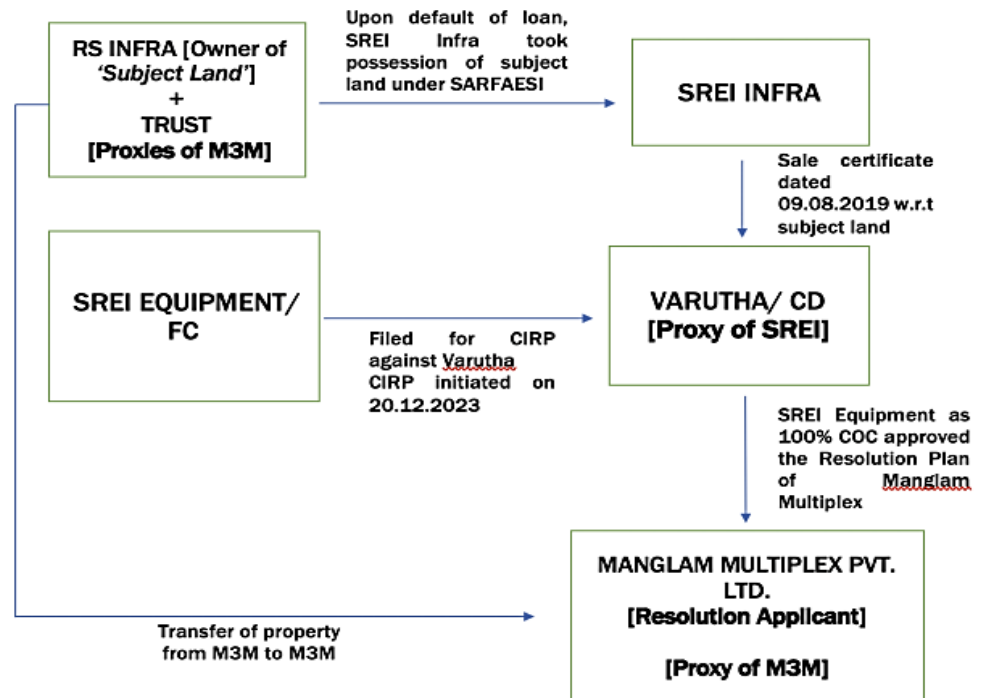 RS INFRA [Owner of
'Subject Land']
+
TRUST
[Proxies of M3M]
Upon default of loan,
SREI Infra took
possession of subject
land under SARFAESI
SREI INFRA
Sale certificate
dated
09.08.2019 w.r.t
subject land
SREI EQUIPMENT/
FC
Filed for CIRP
against Varutha
CIRP initiated on
20.12.2023
VARUTHA/ CD
[Proxy of SREI]
SREI Equipment as
100% COC approved
the Resolution Plan
of Manglam
Multiplex
MANGLAM MULTIPLEX PVT.
LTD.
[Resolution Applicant]
[Proxy of M3M]
Transfer of property
from M3M to M3M